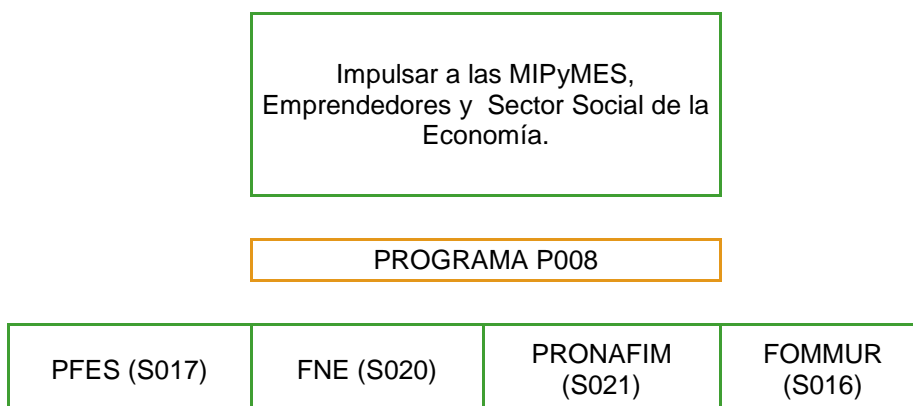 Impulsar a las MIPyMES,
Emprendedores y  Sector Social de la
Economía.
PROGRAMA P008
PFES (S017)
FNE (S020)
PRONAFIM
(S021)
FOMMUR
(S016)